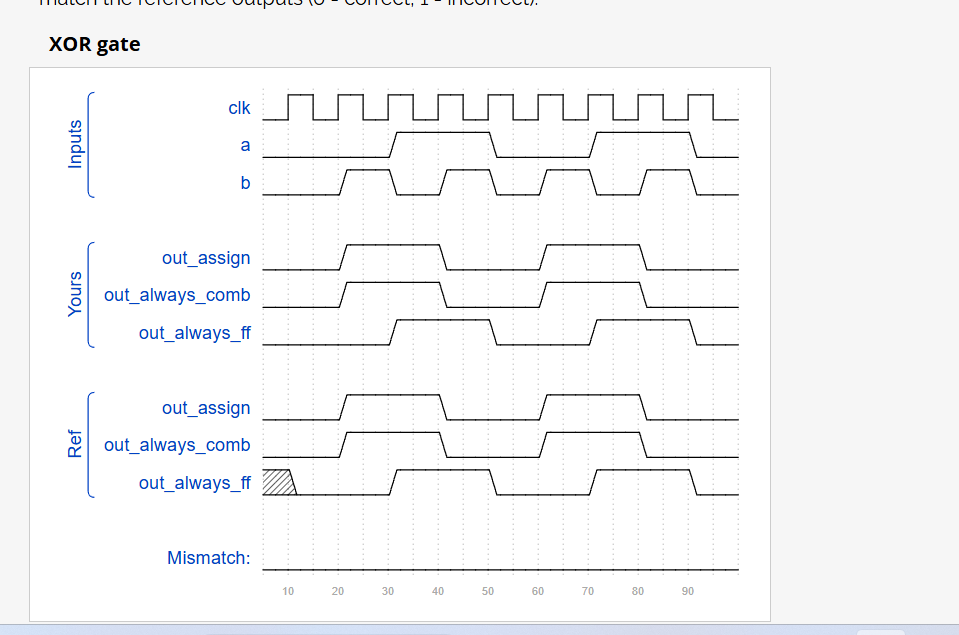 match the reference outputs (0 = correct, 1 = incorrect).
XOR gate
Inputs
clk
a
b
Yours
out_assign
out_always_comb
out_always_ff
Ref
out_assign
out_always_comb
out_always_ff
Mismatch:
10 20 30 40 50 60 70 80 90